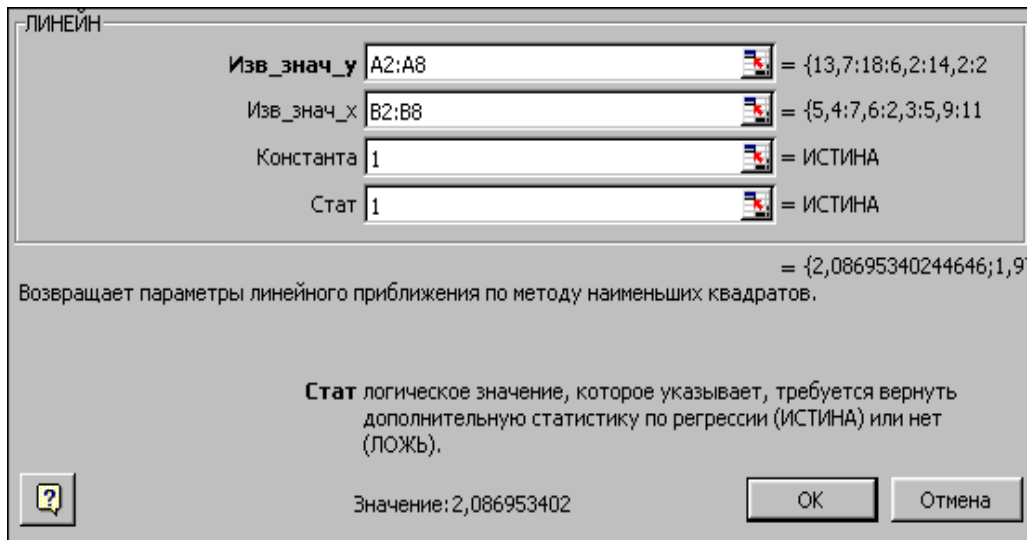 ЛИНЕЙН
Изв_знач_y A2:A8 = {13,7:18:6,2:14,2:2
Изв_знач_x B2:B8 = {5,4:7,6:2,3:5,9:11
Константа 1 = ИСТИНА
Стат 1 = ИСТИНА
= {2,08695340244646;1,9
Возвращает параметры линейного приближения по методу наименьших квадратов.
Стат логическое значение, которое указывает, требуется вернуть
дополнительную статистику по регрессии (ИСТИНА) или нет
(ЛОЖЬ).
Значение:2,086953402 OK Отмена